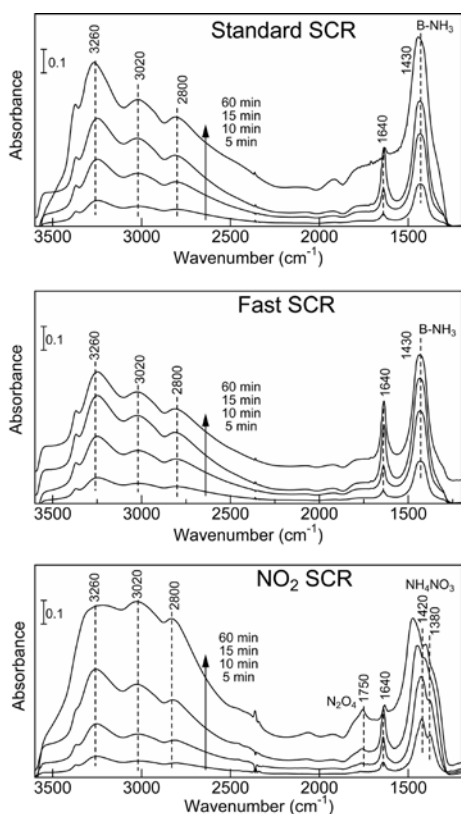 Standard SCR
B-NH₃
0.1
3260
3020
2800
60 min
15 min
10 min
5 min
1640
1430
Absorbance
3500 3000 2500 2000 1500
Wavenumber (cm⁻¹)
Fast SCR
B-NH₃
0.1
3260
3020
2800
60 min
15 min
10 min
5 min
1640
1430
Absorbance
3500 3000 2500 2000 1500
Wavenumber (cm⁻¹)
NO₂ SCR
NH₄NO₃
0.1
3260
3020
2800
60 min
15 min
10 min
5 min
N₂O₄
1750
1640
1420
1380
Absorbance
3500 3000 2500 2000 1500
Wavenumber (cm⁻¹)